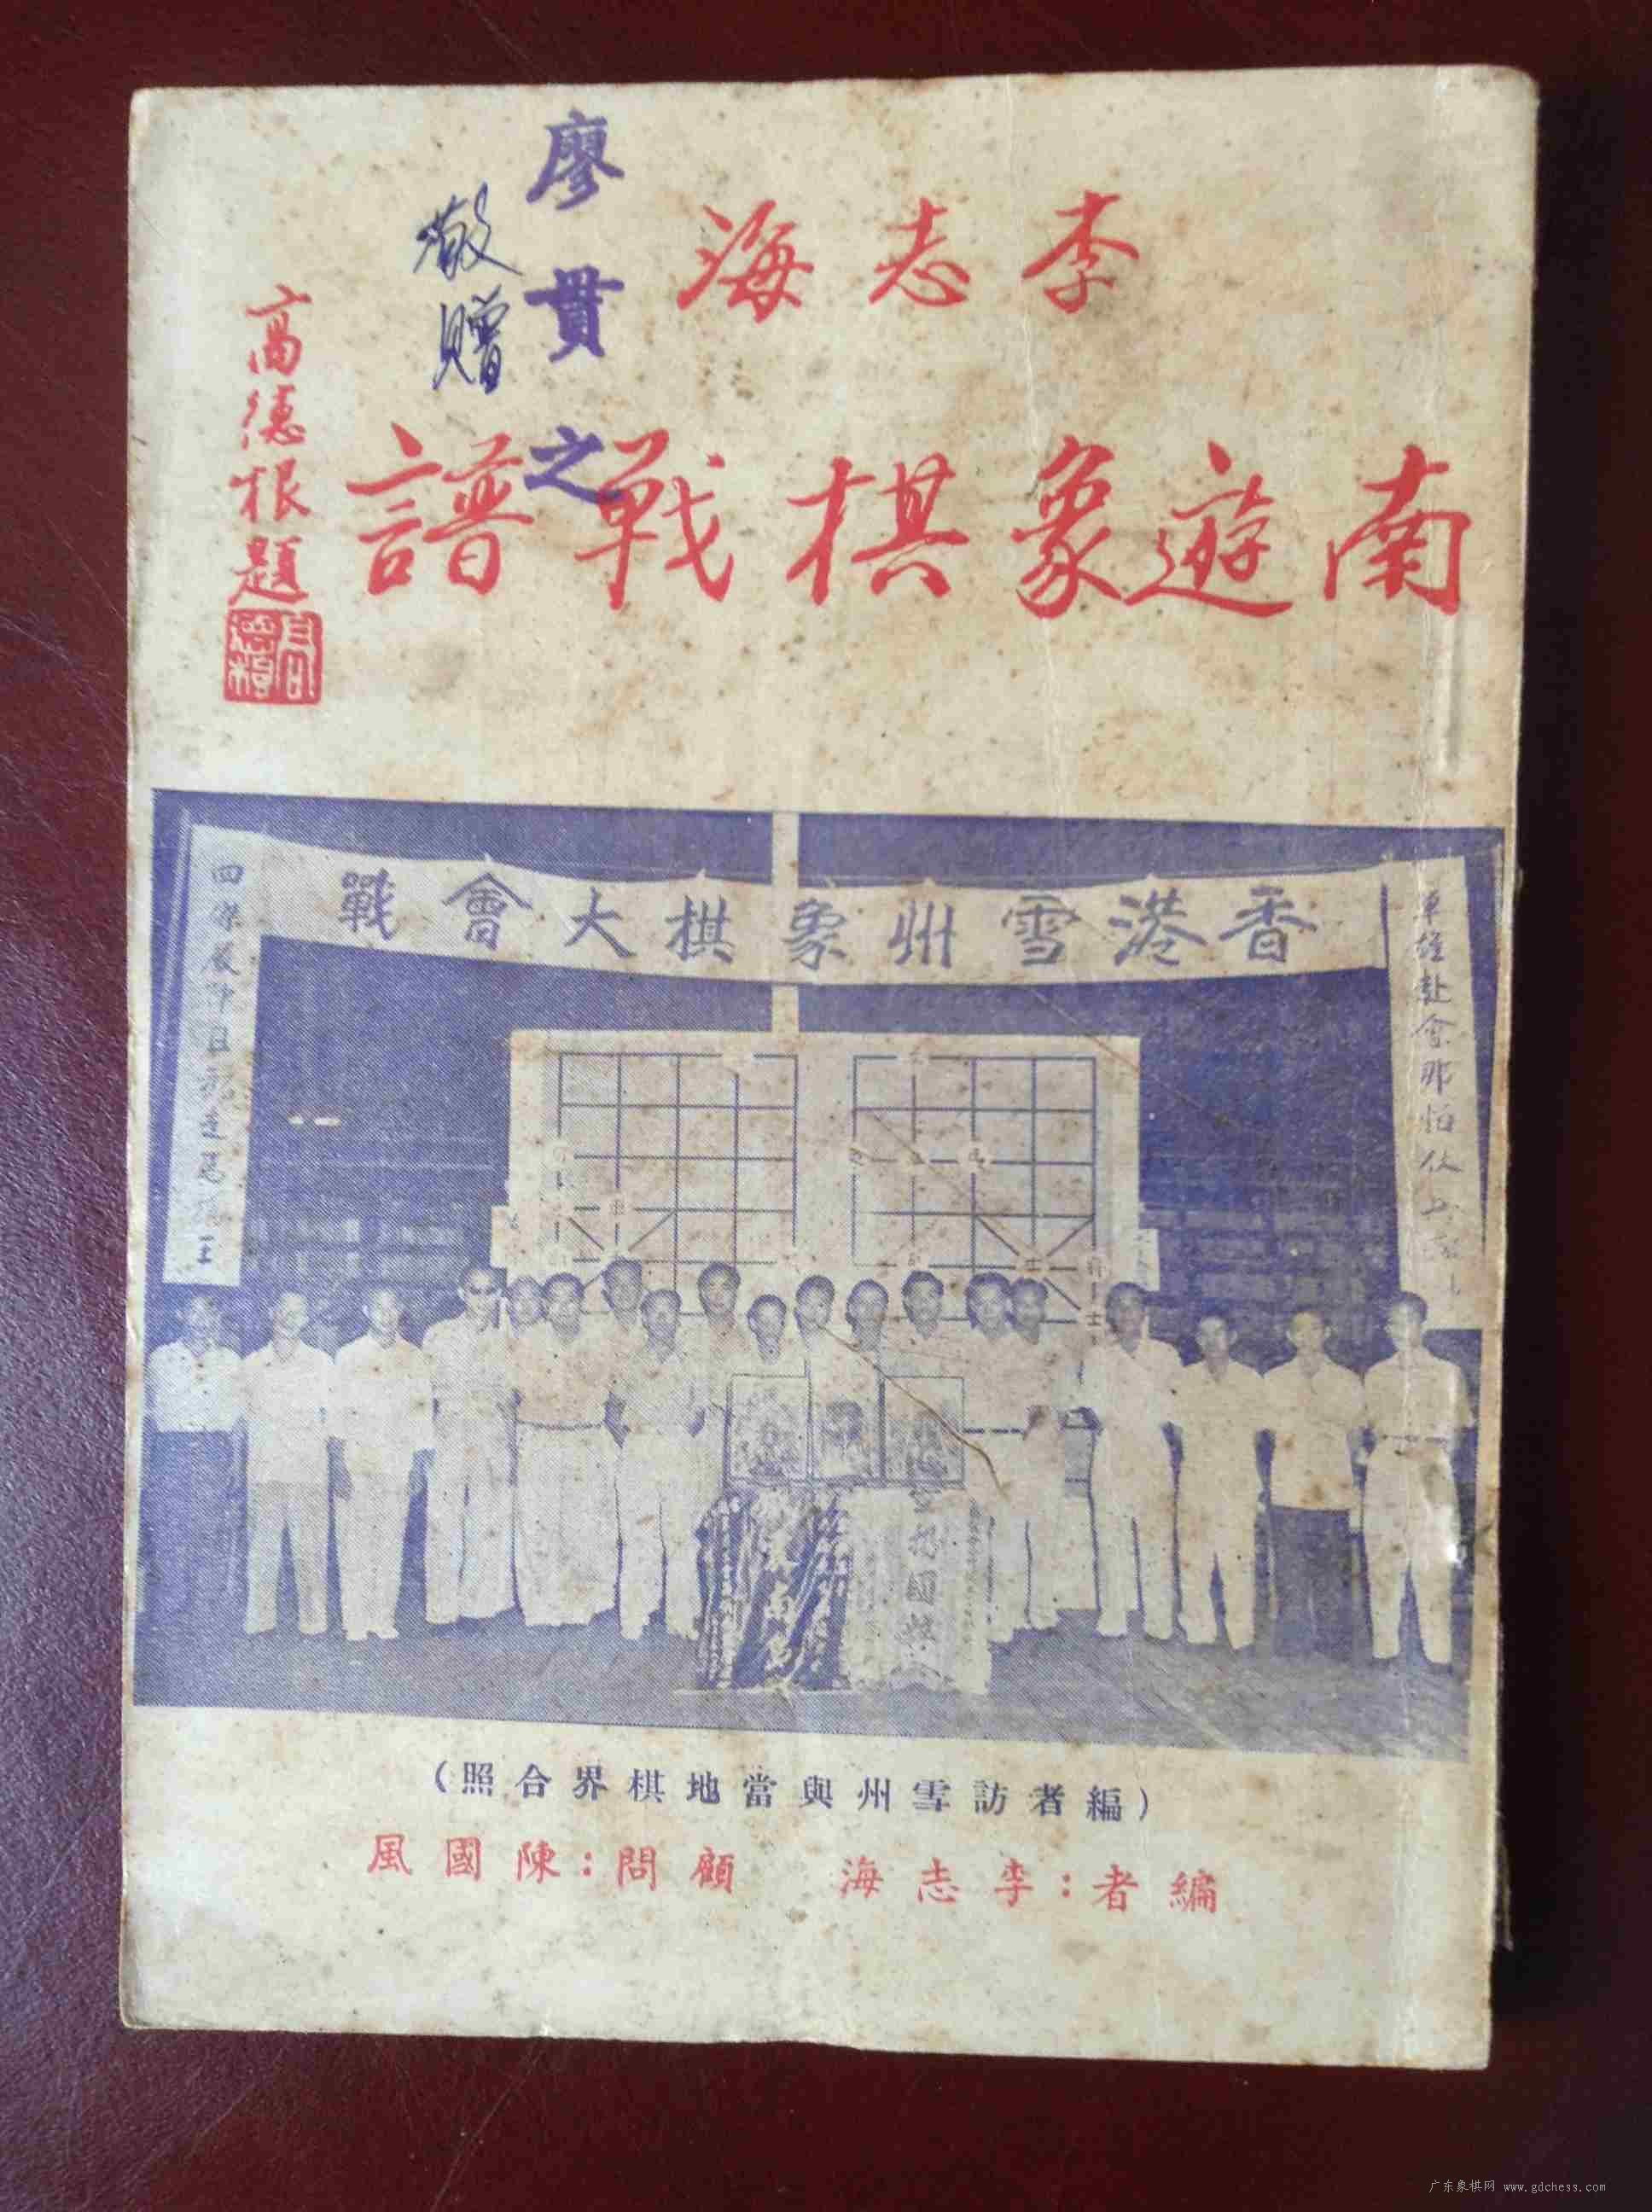 李志海
南遊象棋戰譜
高德根題
廖貫之
敬贈
香港雪州象棋大會戰
(編者訪雪州與當地棋界合照)
編者:李志海 顧問:陳國風
广东象棋网 www.gdchess.com